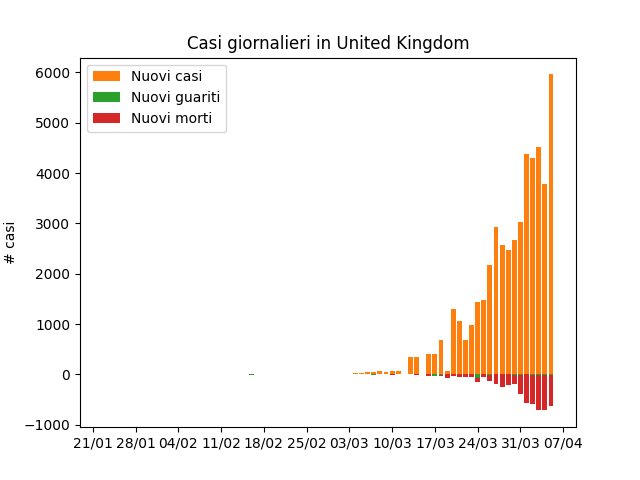 Casi giornalieri in United Kingdom
Nuovi casi
Nuovi guariti
Nuovi morti
# casi
6000
5000
4000
3000
2000
1000
0
−1000
21/01 28/01 04/02 11/02 18/02 25/02 03/03 10/03 17/03 24/03 31/03 07/04